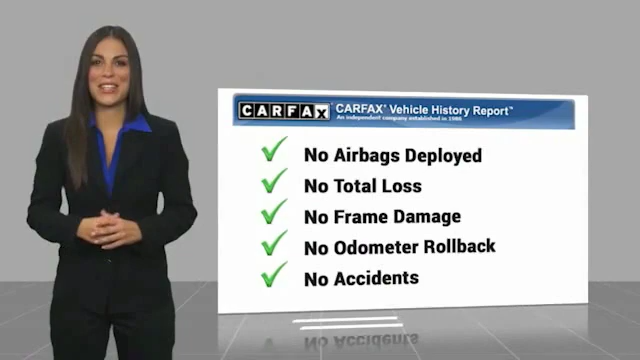 CARFAX CARFAX® Vehicle History Report™
An independent company established in 1986
No Airbags Deployed
No Total Loss
No Frame Damage
No Odometer Rollback
No Accidents